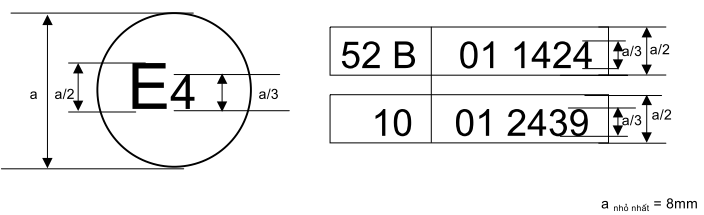 E4
a
a/2
a/3
52 B 01 1424
a/3
a/2
10 01 2439
a/3
a/2
a nhỏ nhất = 8mm